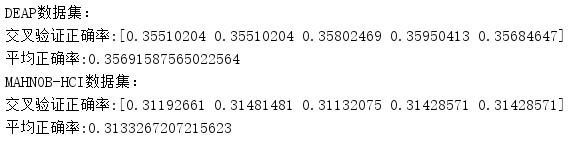 DEAP数据集:
交叉验证正确率:[0.35510204 0.35510204 0.35802469 0.35950413 0.35684647]
平均正确率:0.35691587565022564
MAHNOB-HCI数据集:
交叉验证正确率:[0.31192661 0.31481481 0.31132075 0.31428571 0.31428571]
平均正确率:0.3133267207215623